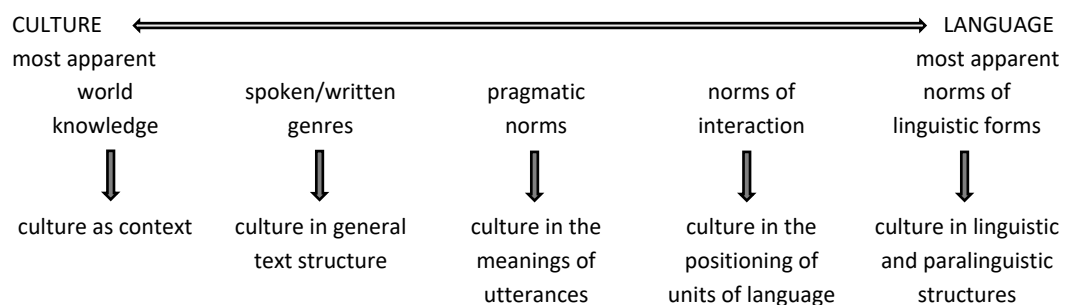 CULTURE LANGUAGE
most apparent most apparent
world spoken/written pragmatic norms of norms of
knowledge genres norms interaction linguistic forms
culture as context culture in general culture in the culture in the culture in linguistic
text structure meanings of positioning of and paralinguistic
utterances units of language structures